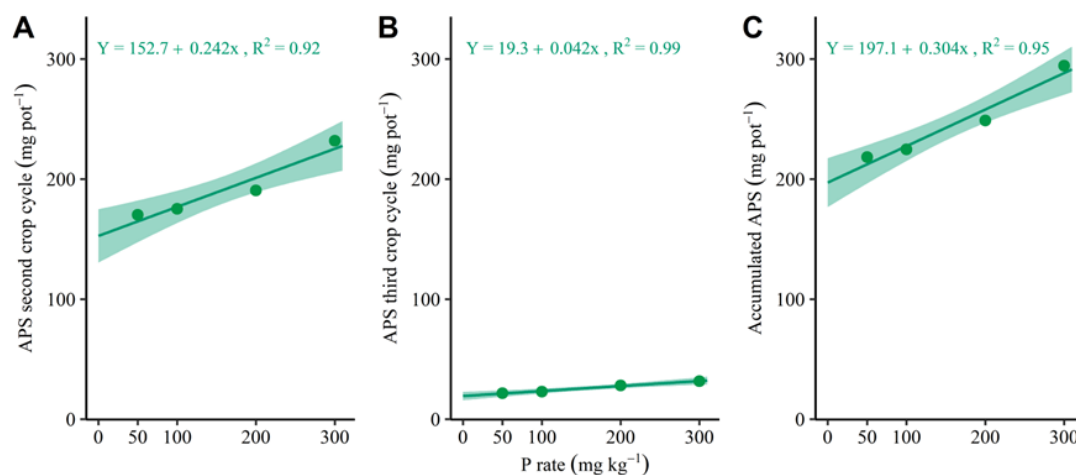 A
Y = 152.7 + 0.242x , R² = 0.92
APS second crop cycle (mg pot⁻¹)
300
200
100
0
0 50 100 200 300
B
Y = 19.3 + 0.042x , R² = 0.99
APS third crop cycle (mg pot⁻¹)
300
200
100
0
0 50 100 200 300
P rate (mg kg⁻¹)
C
Y = 197.1 + 0.304x , R² = 0.95
Accumulated APS (mg pot⁻¹)
300
200
100
0
0 50 100 200 300